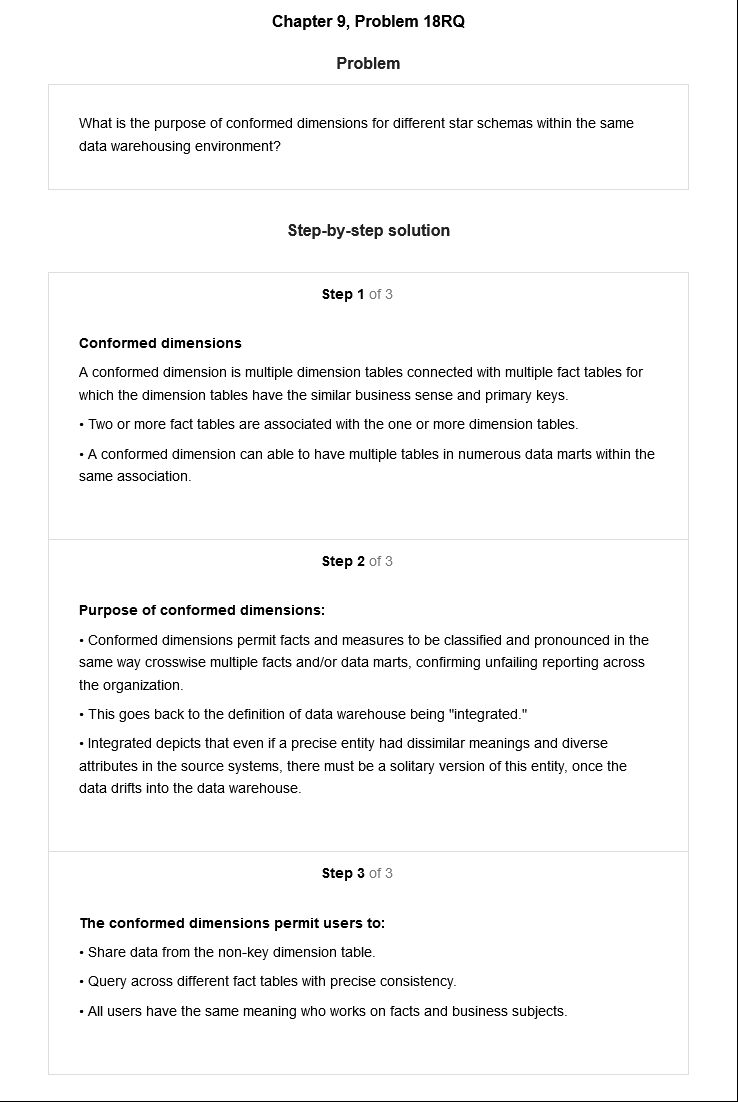 Chapter 9, Problem 18RQ
Problem
What is the purpose of conformed dimensions for different star schemas within the same
data warehousing environment?
Step-by-step solution
Step 1 of 3
Conformed dimensions
A conformed dimension is multiple dimension tables connected with multiple fact tables for
which the dimension tables have the similar business sense and primary keys.
• Two or more fact tables are associated with the one or more dimension tables.
• A conformed dimension can able to have multiple tables in numerous data marts within the
same association.
Step 2 of 3
Purpose of conformed dimensions:
• Conformed dimensions permit facts and measures to be classified and pronounced in the
same way crosswise multiple facts and/or data marts, confirming unfailing reporting across
the organization.
• This goes back to the definition of data warehouse being "integrated."
• Integrated depicts that even if a precise entity had dissimilar meanings and diverse
attributes in the source systems, there must be a solitary version of this entity, once the
data drifts into the data warehouse.
Step 3 of 3
The conformed dimensions permit users to:
• Share data from the non-key dimension table.
• Query across different fact tables with precise consistency.
• All users have the same meaning who works on facts and business subjects.